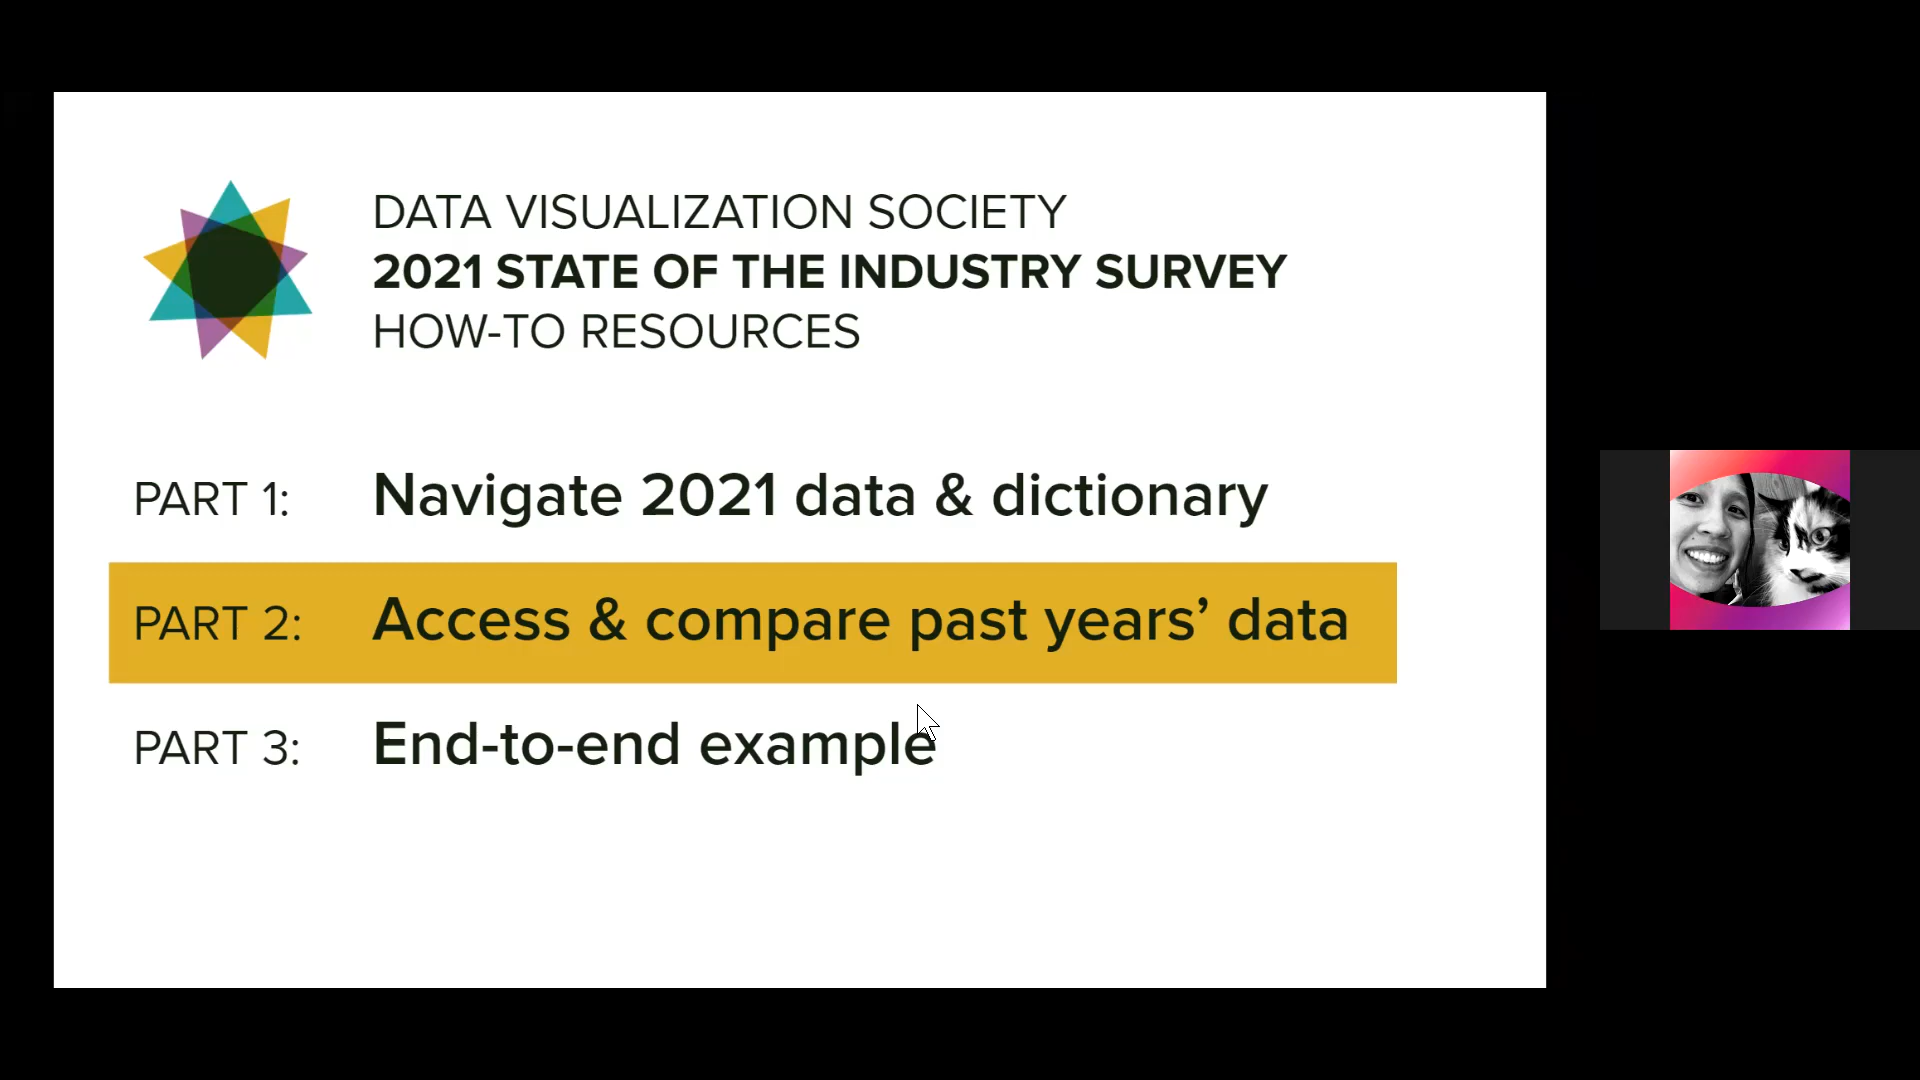 DATA VISUALIZATION SOCIETY
2021 STATE OF THE INDUSTRY SURVEY
HOW-TO RESOURCES
PART 1: Navigate 2021 data & dictionary
PART 2: Access & compare past years’ data
PART 3: End-to-end example